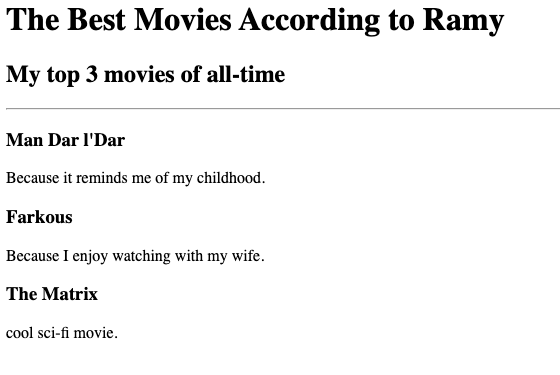 The Best Movies According to Ramy
My top 3 movies of all-time
Man Dar l'Dar
Because it reminds me of my childhood.
Farkous
Because I enjoy watching with my wife.
The Matrix
cool sci-fi movie.